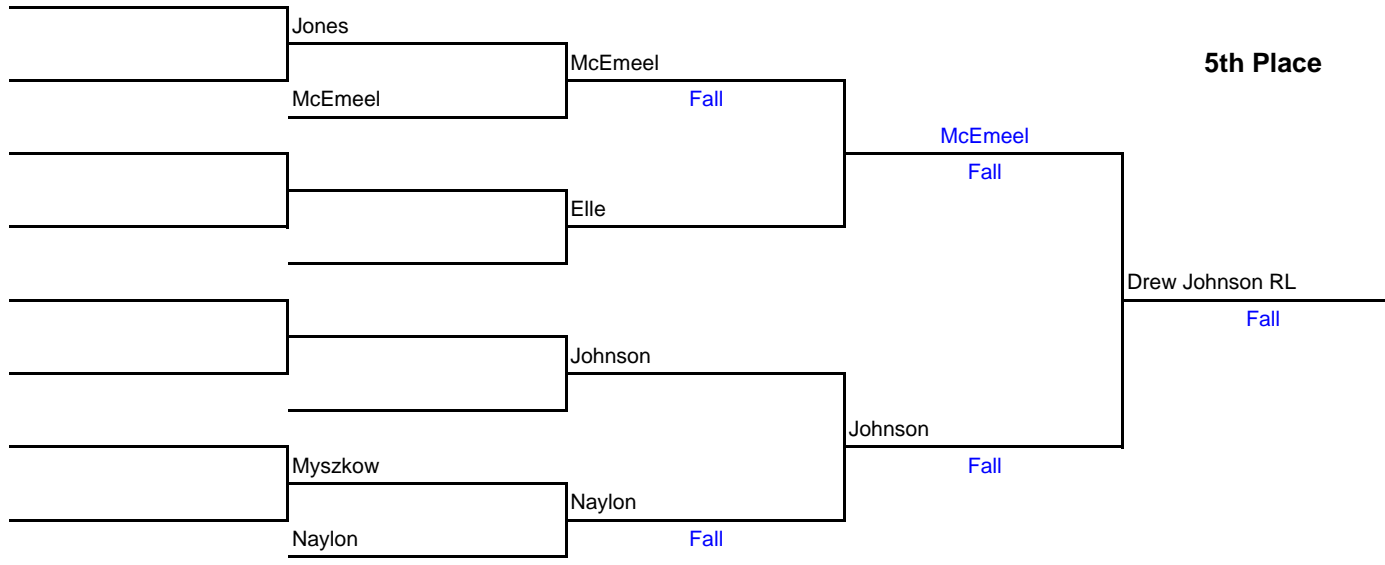 Jones
McEmeel
5th Place
McEmeel
Fall
McEmeel
Fall
Elle
Drew Johnson RL
Fall
Johnson
Johnson
Fall
Myszkow
Naylon
Naylon
Fall